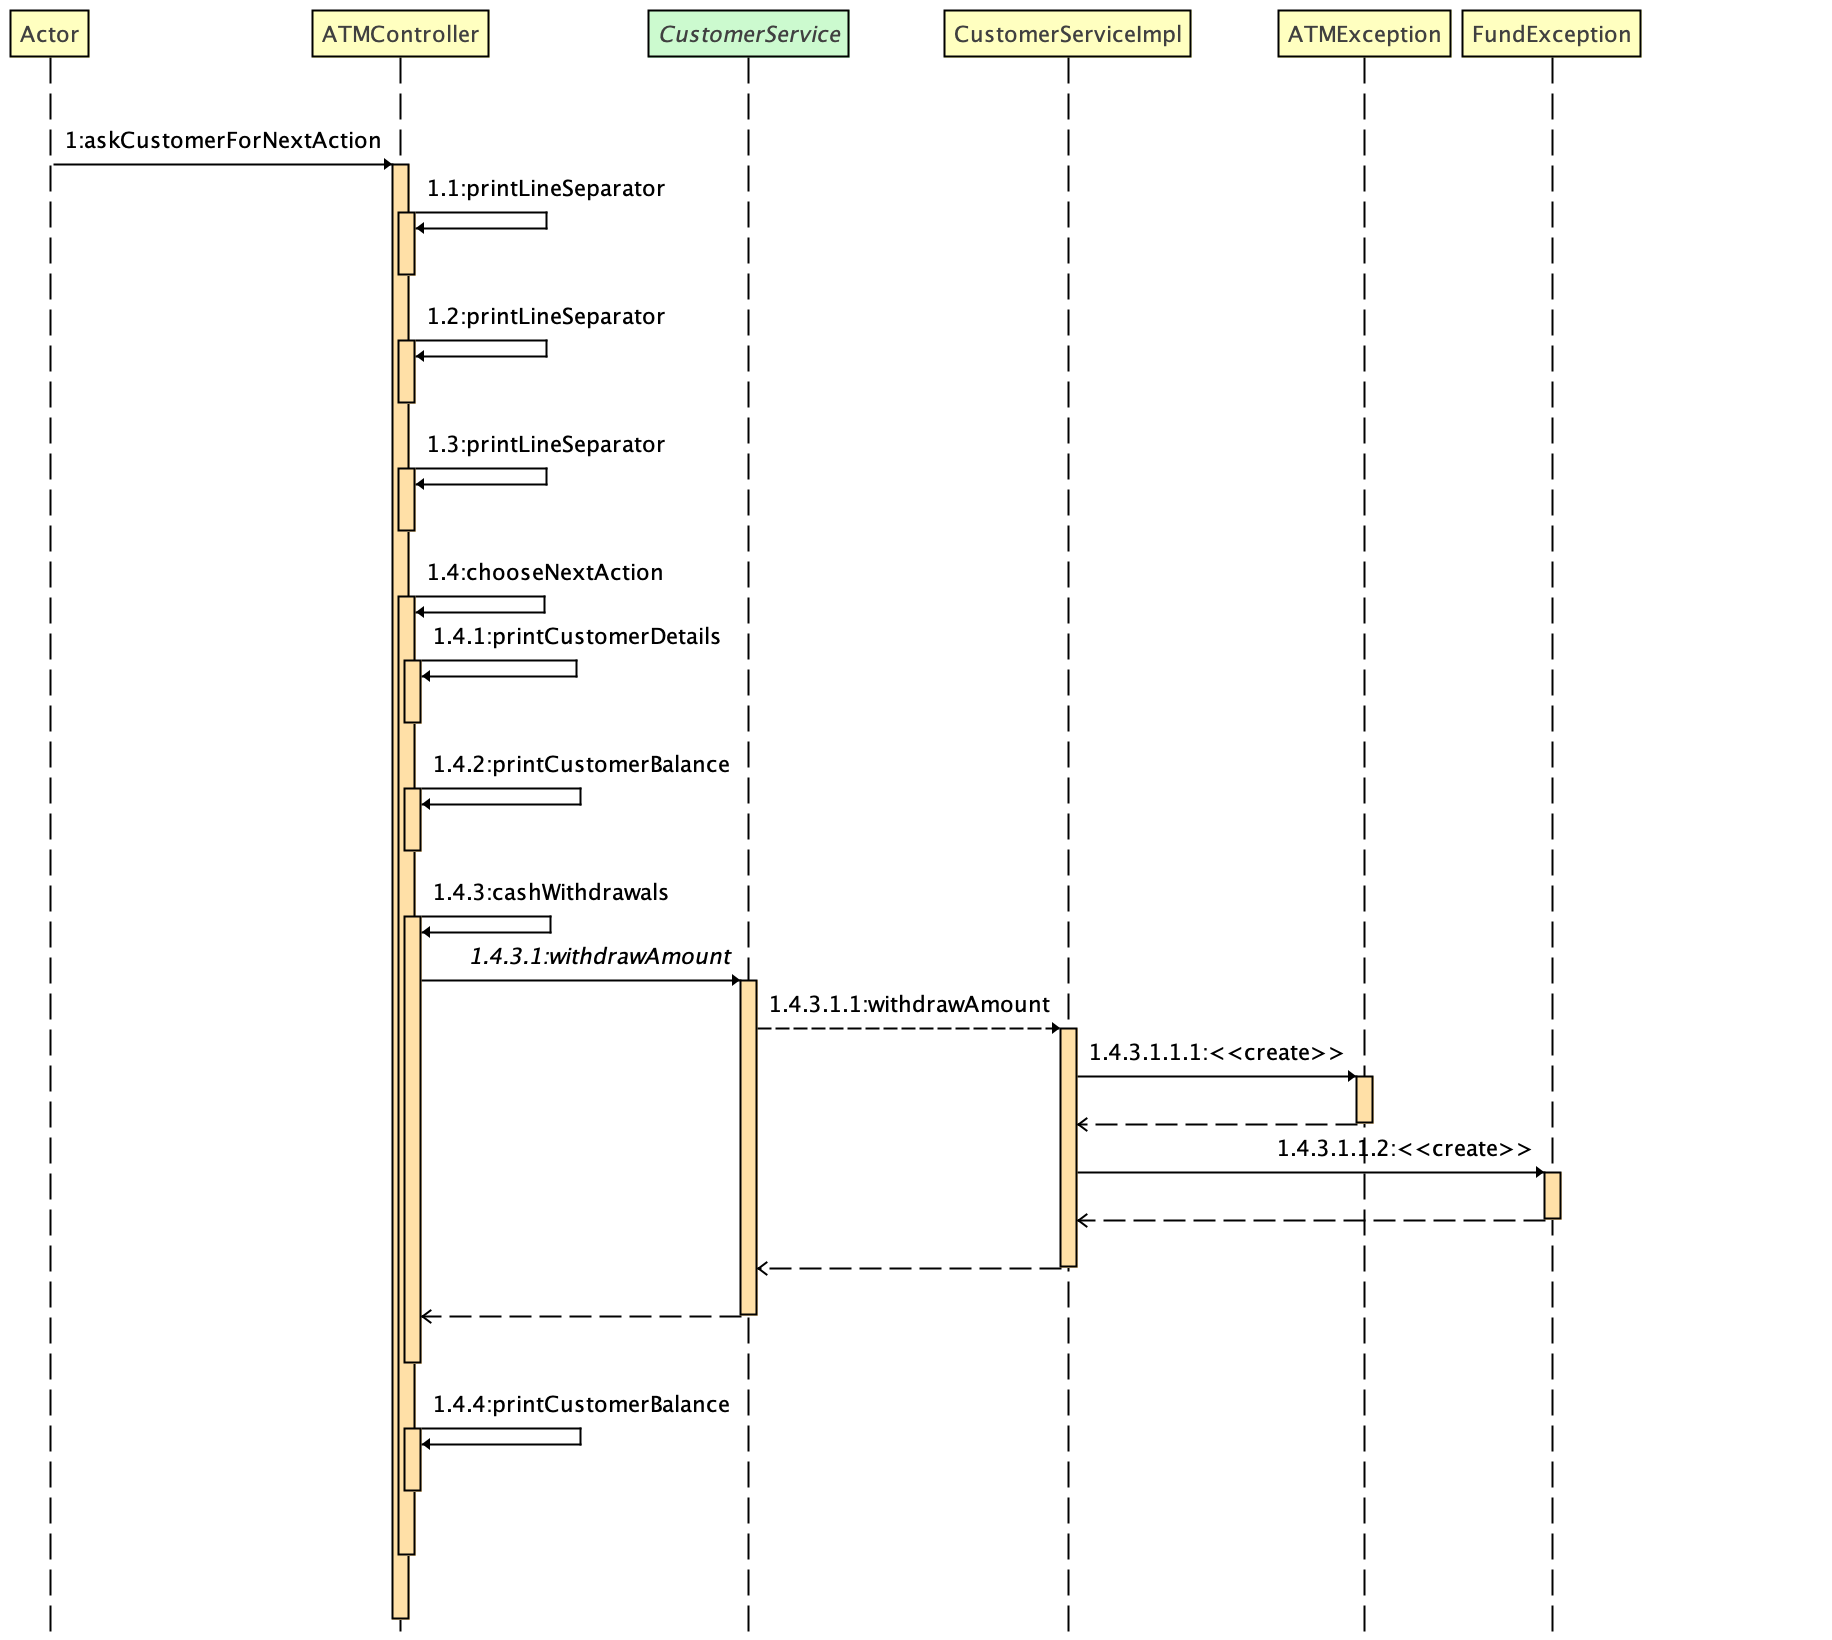 Actor
ATMController
CustomerService
CustomerServiceImpl
ATMException
FundException
1:askCustomerForNextAction
1.1:printLineSeparator
1.2:printLineSeparator
1.3:printLineSeparator
1.4:chooseNextAction
1.4.1:printCustomerDetails
1.4.2:printCustomerBalance
1.4.3:cashWithdrawals
1.4.3.1:withdrawAmount
1.4.3.1.1:withdrawAmount
1.4.3.1.1.1:<<create>>
1.4.3.1.1.2:<<create>>
1.4.4:printCustomerBalance